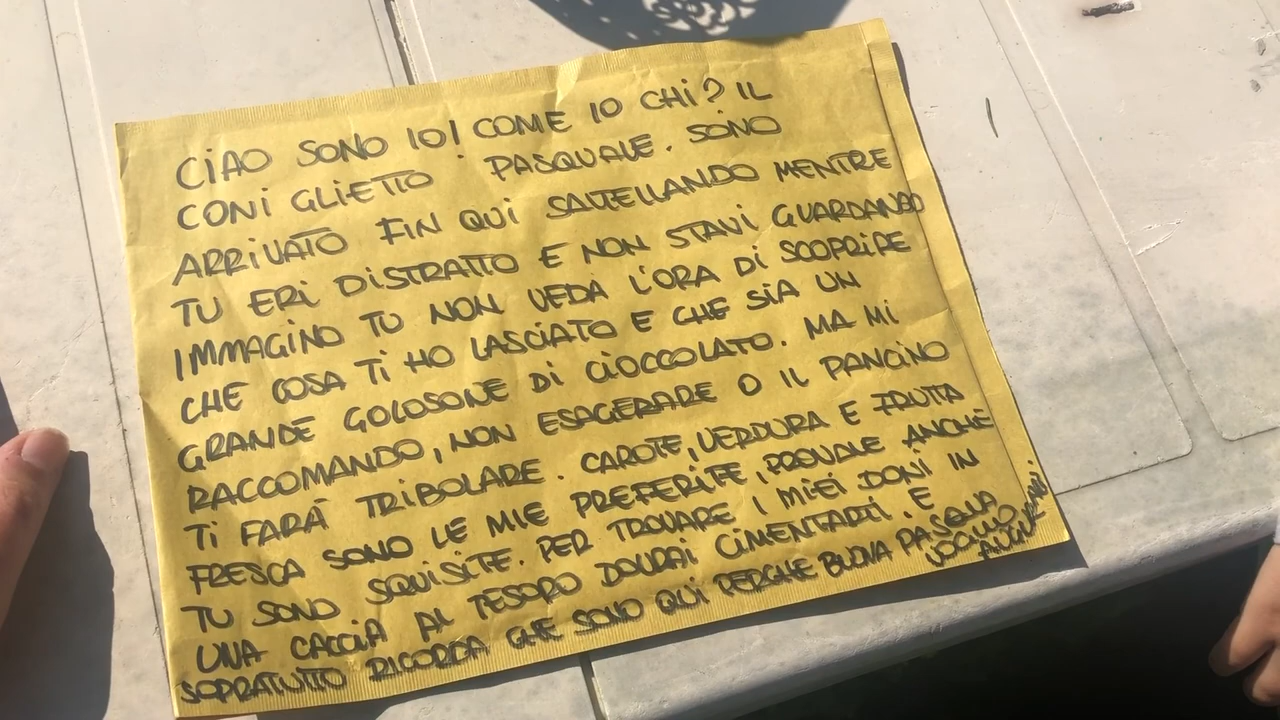 CIAO SONO IO! COME IO CHI? IL
CONIGLIETTO PASQUALE. SONO
ARRIVATO FIN QUI SALTELLANDO MENTRE
TU ERI DISTRATTO E NON STAVI GUARDANDO
IMMAGINO TU NON VEDA L'ORA DI SCOPRIRE
CHE COSA TI HO LASCIATO E CHE SIA UN
GRANDE GOLOSONE DI CIOCCOLATO. MA MI
RACCOMANDO, NON ESAGERARE O IL PANCINO
TI FARÀ TRIBOLARE. CAROTE, VERDURA E FRUTTA
FRESCA SONO LE MIE PREFERITE, PROVALE ANCHE
TU SONO SQUISITE. PER TROVARE I MIEI DONI IN
UNA CACCIA AL TESORO DOVRAI CIMENTARTI. E
SOPRATUTTO RICORDA CHE SONO QUI PERCHE BUONA PASQUA
VOGLIO
AUGURARTI